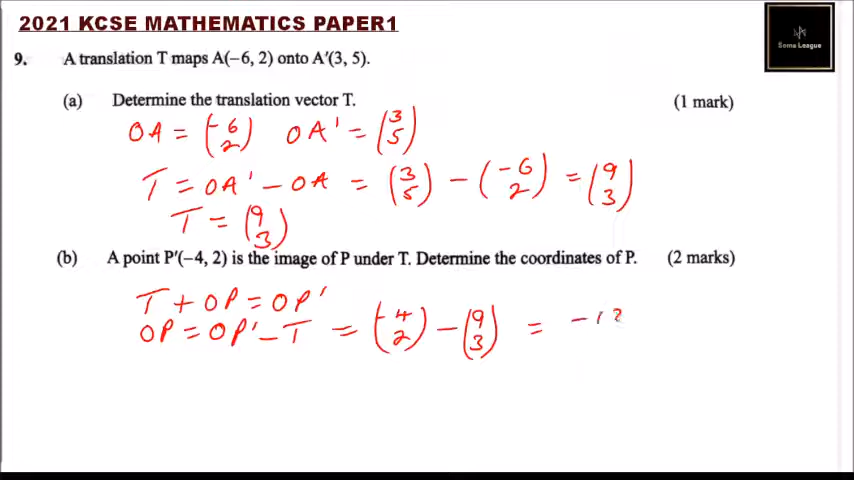 2021 KCSE MATHEMATICS PAPER1
Soma League
9. A translation T maps A(−6, 2) onto A′(3, 5).
(a) Determine the translation vector T. (1 mark)
OA = (-6 2) OA' = (3 5)
T = OA' - OA = (3 5) - (-6 2) = (9 3)
T = (9 3)
(b) A point P′(−4, 2) is the image of P under T. Determine the coordinates of P. (2 marks)
T + OP = OP'
OP = OP' - T = (-4 2) - (9 3) = -13